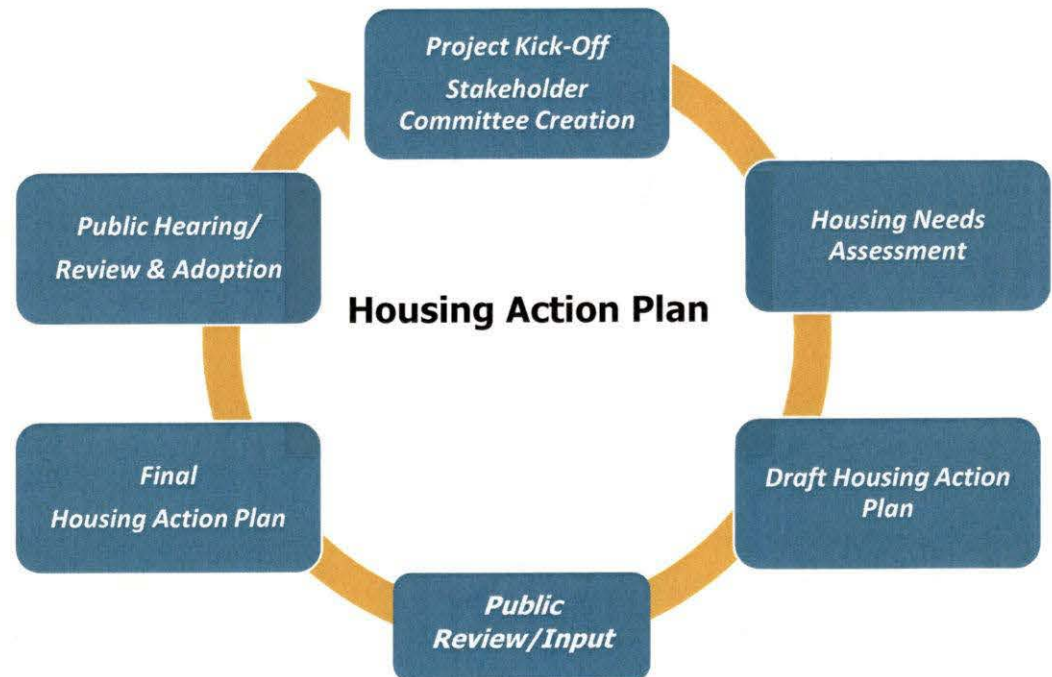 Project Kick-Off
Stakeholder
Committee Creation
Housing Needs
Assessment
Draft Housing Action
Plan
Public
Review/Input
Final
Housing Action Plan
Public Hearing/
Review & Adoption
Housing Action Plan